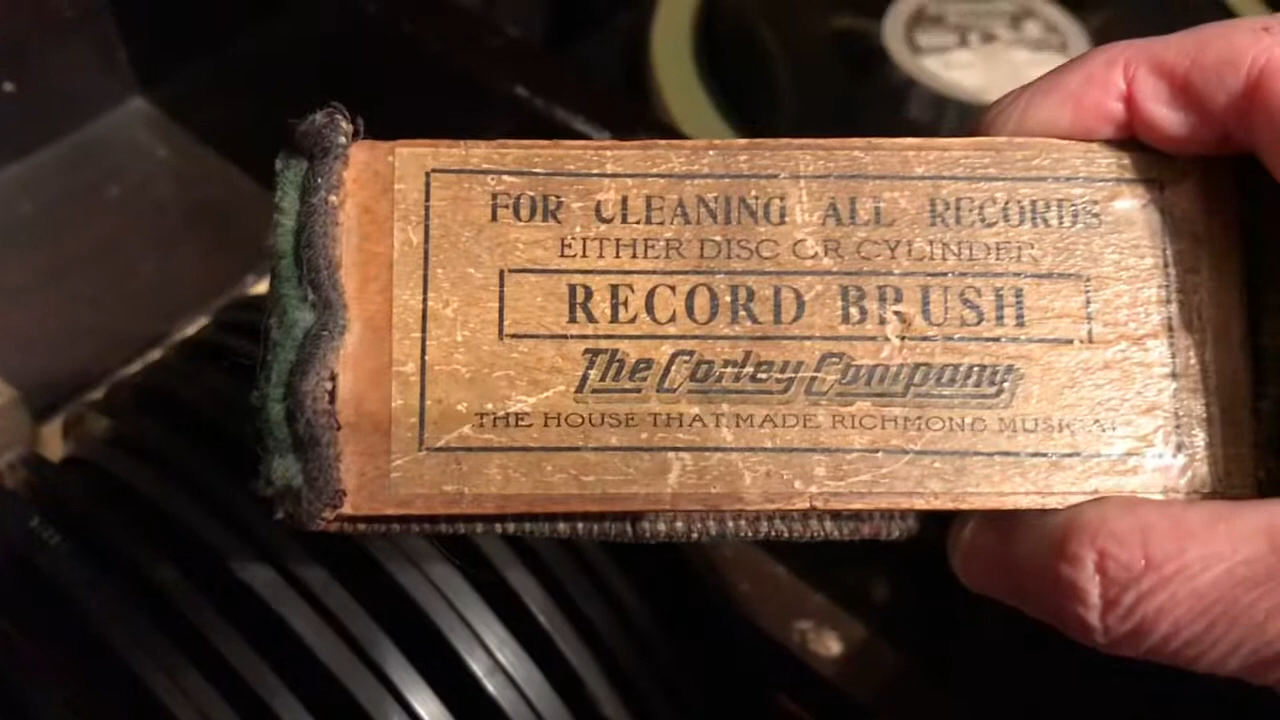 FOR CLEANING ALL RECORDS
EITHER DISC OR CYLINDER
RECORD BRUSH
The Corley Company
THE HOUSE THAT MADE RICHMOND MUSICAL